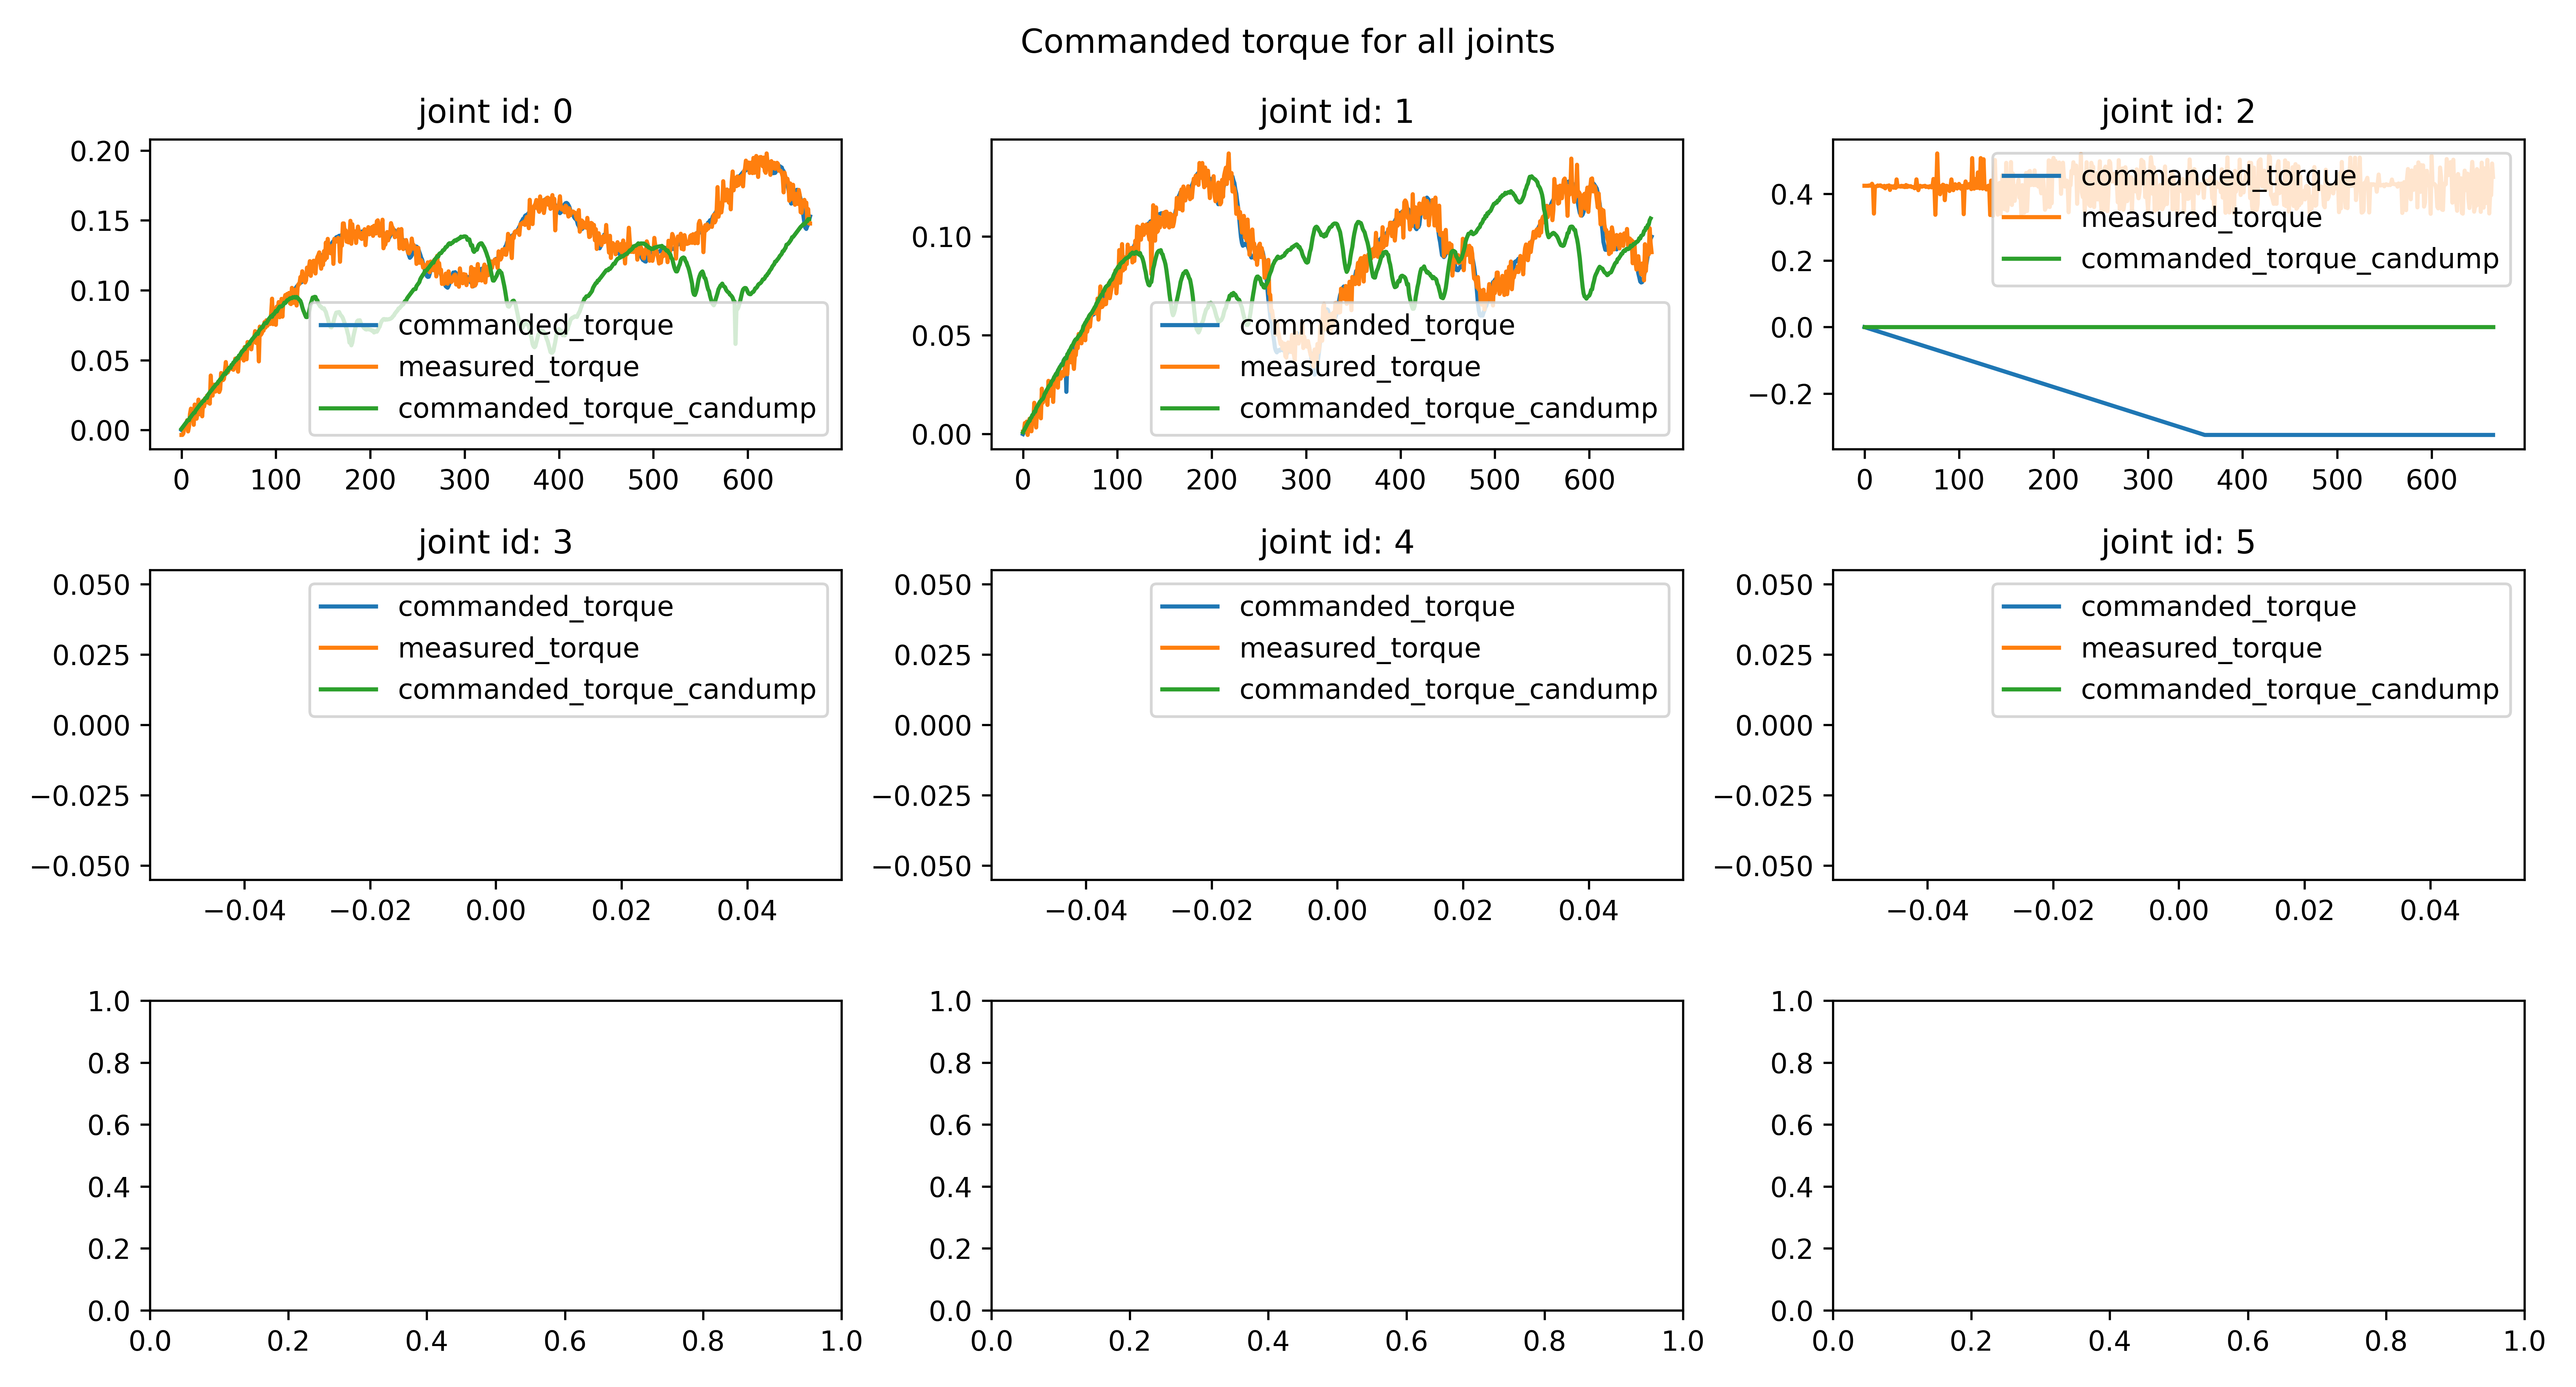 Commanded torque for all joints
joint id: 0
0.20
0.15
0.10
0.05
0.00
commanded_torque
measured_torque
commanded_torque_candump
0 100 200 300 400 500 600
joint id: 1
0.10
0.05
0.00
commanded_torque
measured_torque
commanded_torque_candump
0 100 200 300 400 500 600
joint id: 2
0.4
0.2
0.0
−0.2
commanded_torque
measured_torque
commanded_torque_candump
0 100 200 300 400 500 600
joint id: 3
0.050
0.025
0.000
−0.025
−0.050
commanded_torque
measured_torque
commanded_torque_candump
−0.04 −0.02 0.00 0.02 0.04
joint id: 4
0.050
0.025
0.000
−0.025
−0.050
commanded_torque
measured_torque
commanded_torque_candump
−0.04 −0.02 0.00 0.02 0.04
joint id: 5
0.050
0.025
0.000
−0.025
−0.050
commanded_torque
measured_torque
commanded_torque_candump
−0.04 −0.02 0.00 0.02 0.04
1.0
0.8
0.6
0.4
0.2
0.0
0.0 0.2 0.4 0.6 0.8 1.0
1.0
0.8
0.6
0.4
0.2
0.0
0.0 0.2 0.4 0.6 0.8 1.0
1.0
0.8
0.6
0.4
0.2
0.0
0.0 0.2 0.4 0.6 0.8 1.0